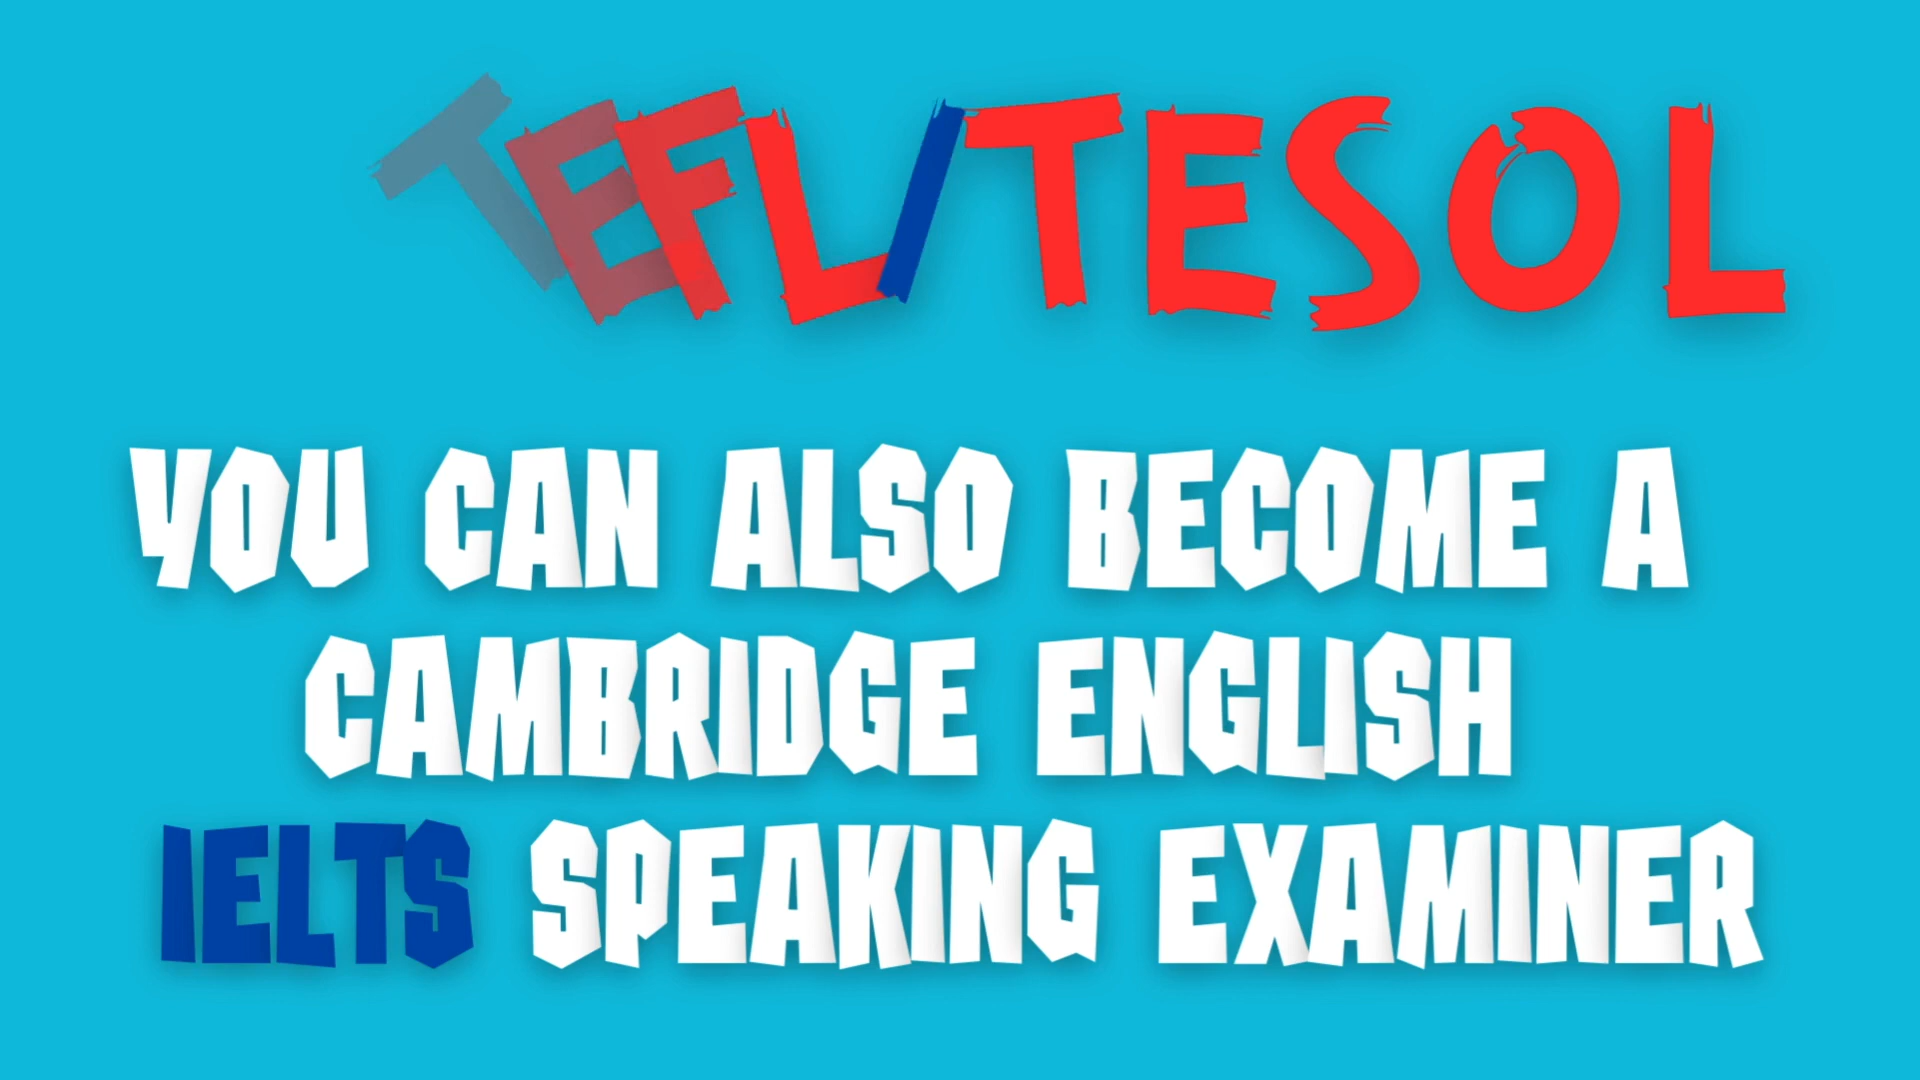 TEFL/TESOL
YOU CAN ALSO BECOME A
CAMBRIDGE ENGLISH
IELTS SPEAKING EXAMINER